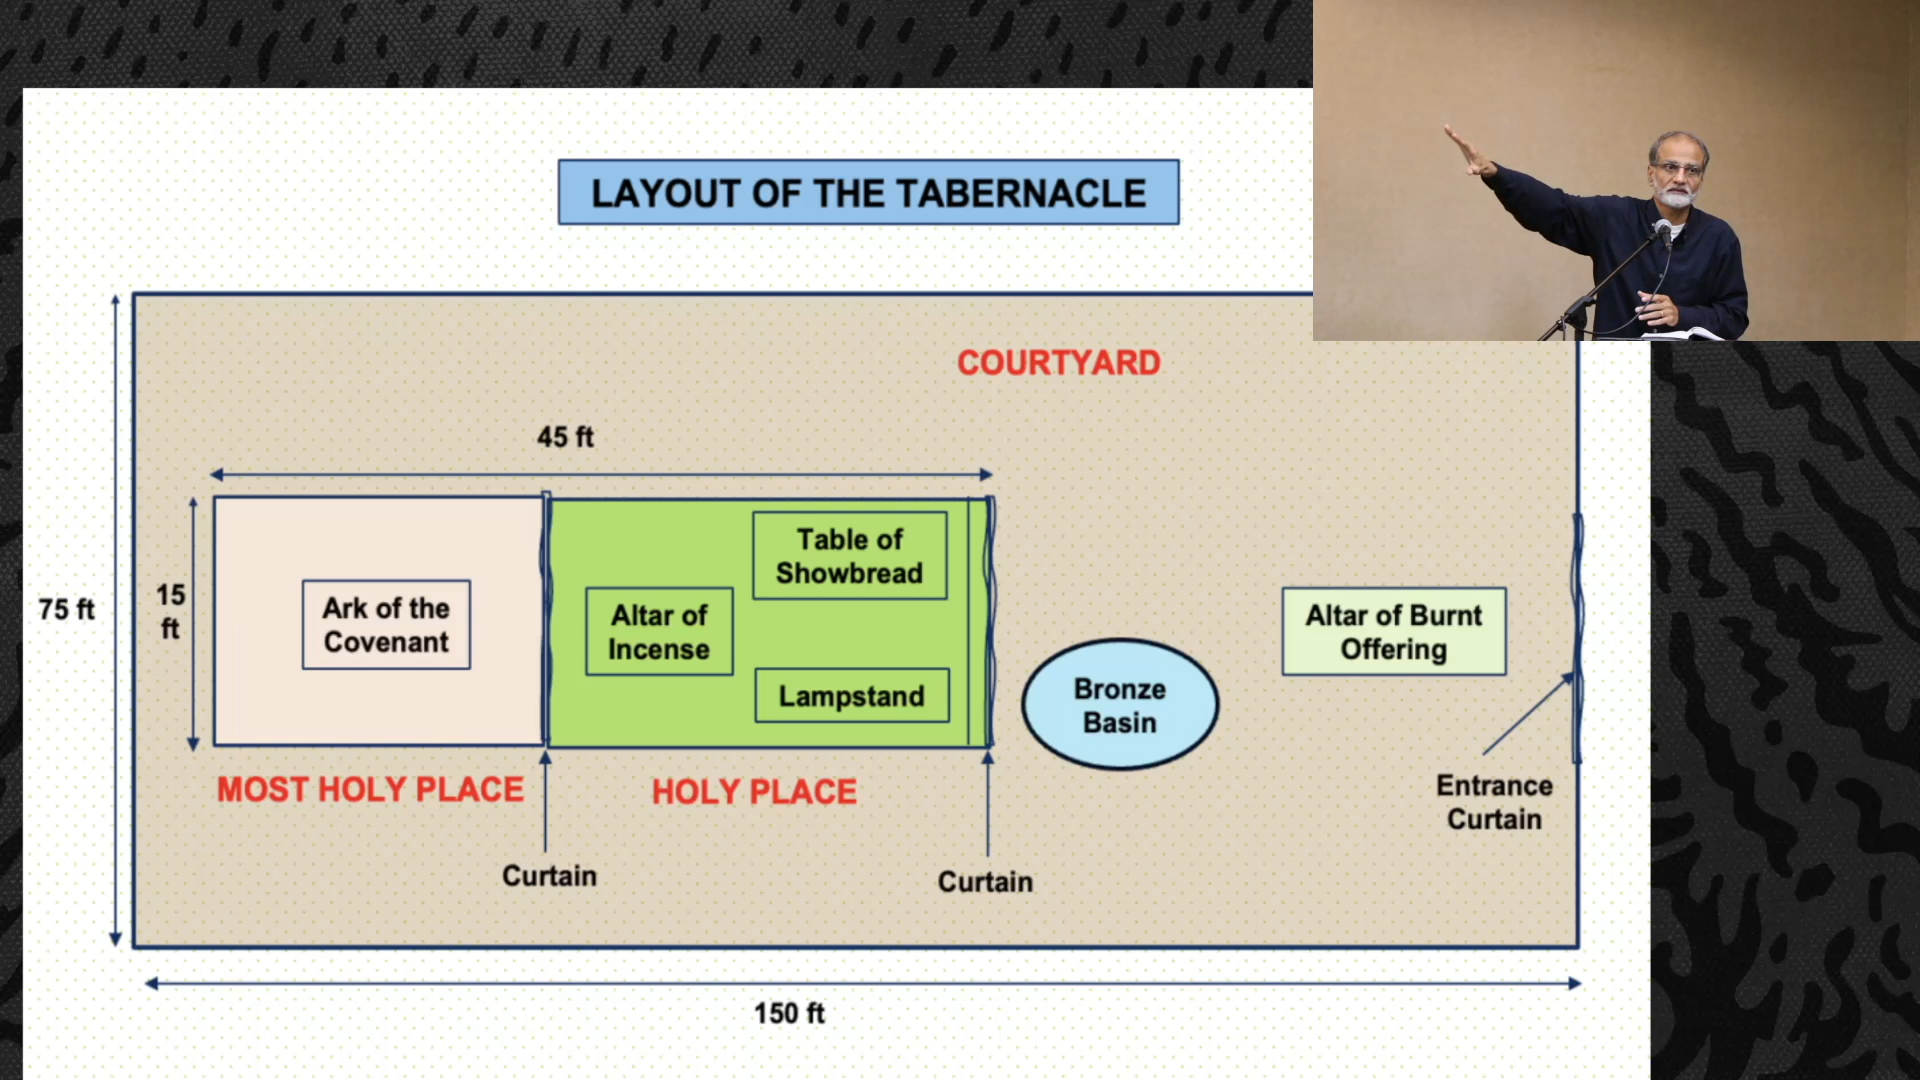 LAYOUT OF THE TABERNACLE
COURTYARD
45 ft
75 ft
15
ft
Ark of the
Covenant
Altar of
Incense
Table of
Showbread
Lampstand
Bronze
Basin
Altar of Burnt
Offering
MOST HOLY PLACE
HOLY PLACE
Entrance
Curtain
Curtain
Curtain
150 ft